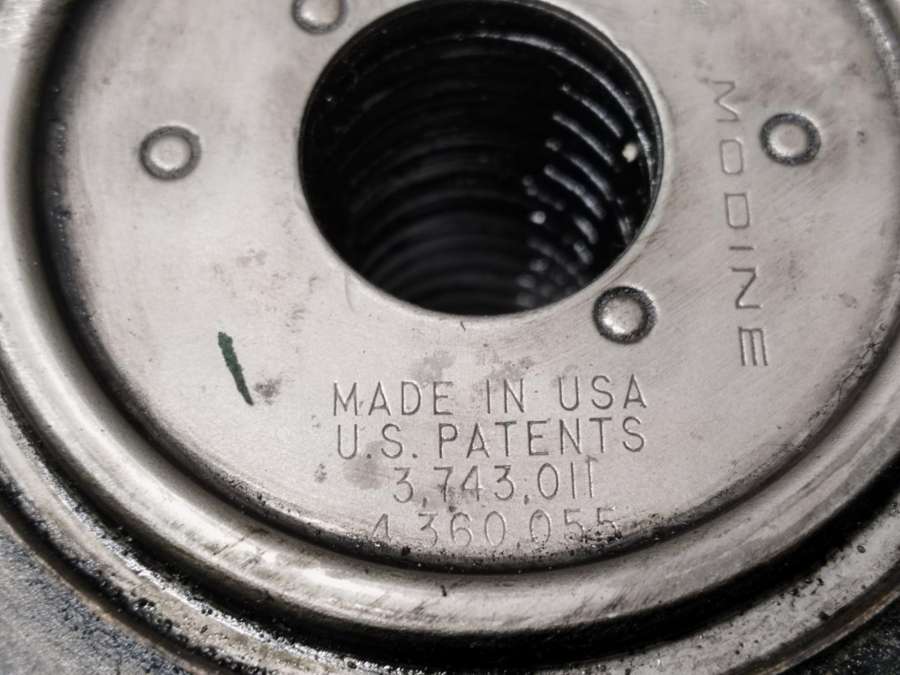 MODINE
MADE IN USA
U.S. PATENTS
3,743,011
4,360,055